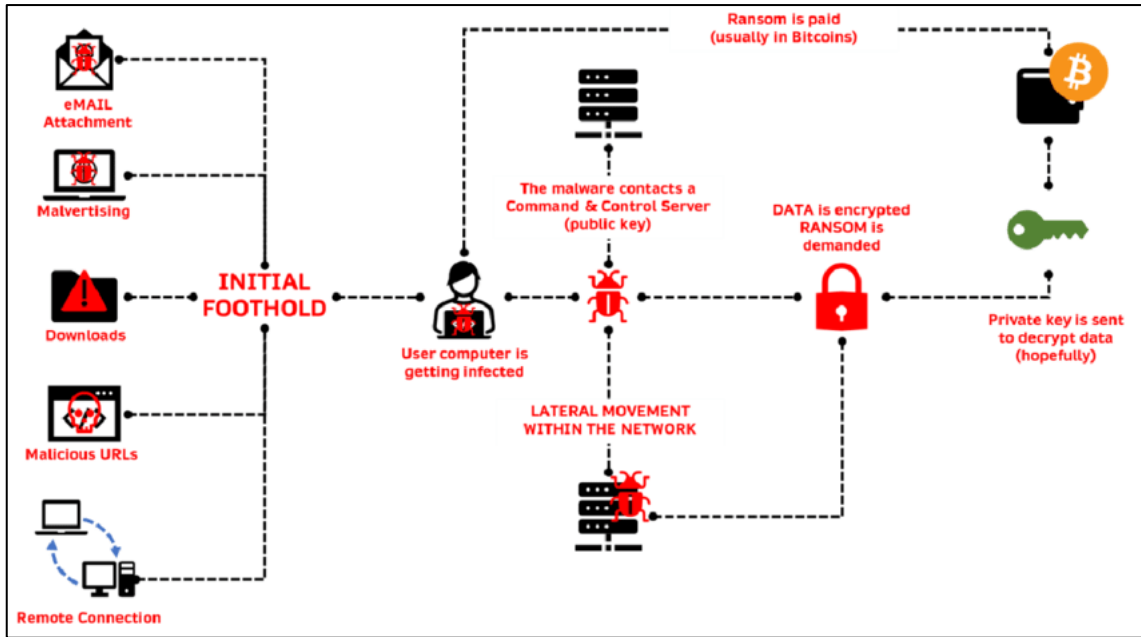 Ransom is paid
(usually in Bitcoins)
eMAIL
Attachment
Malvertising
Downloads
Malicious URLs
Remote Connection
INITIAL
FOOTHOLD
User computer is
getting infected
The malware contacts a
Command & Control Server
(public key)
LATERAL MOVEMENT
WITHIN THE NETWORK
DATA is encrypted
RANSOM is
demanded
Private key is sent
to decrypt data
(hopefully)